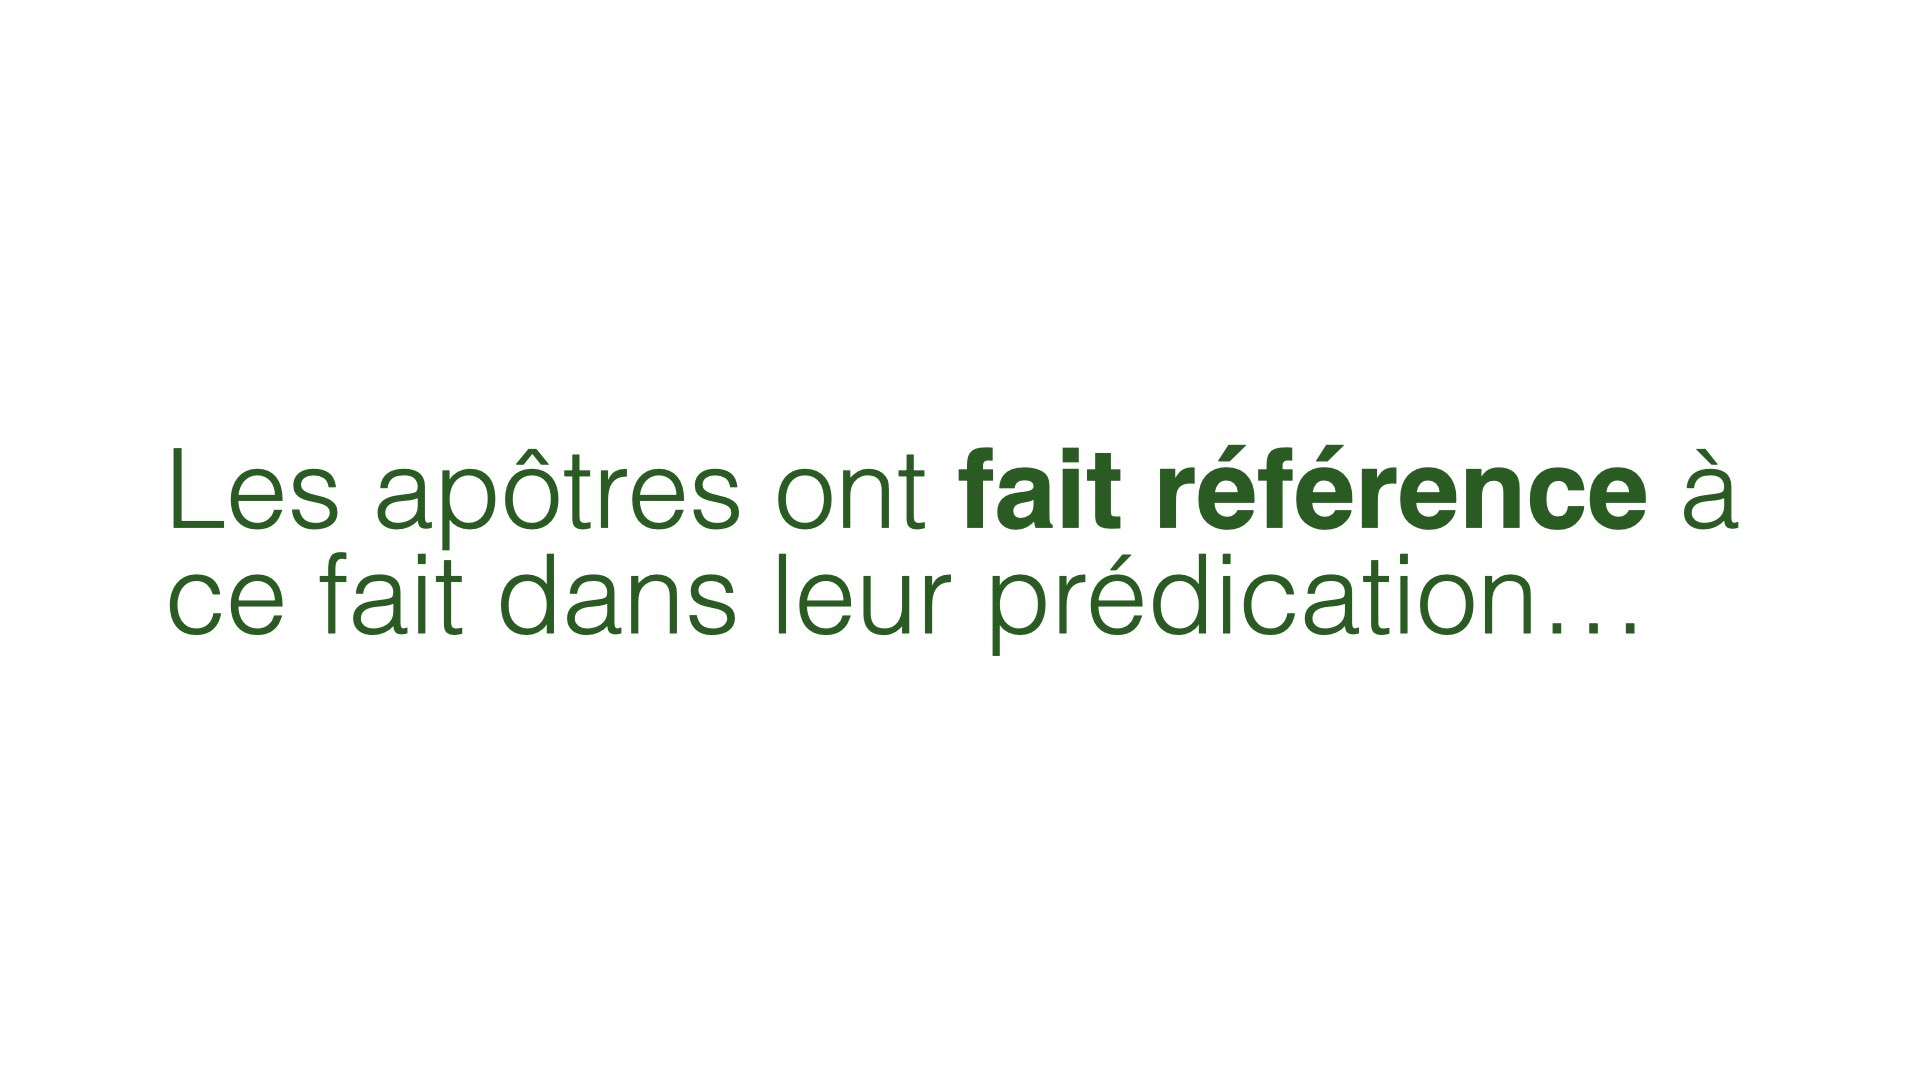 Les apôtres ont fait référence à
ce fait dans leur prédication…